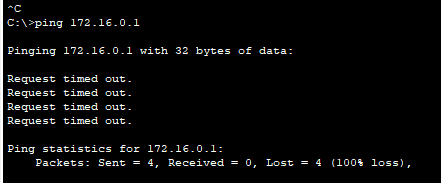 ^C
C:\>ping 172.16.0.1
Pinging 172.16.0.1 with 32 bytes of data:
Request timed out.
Request timed out.
Request timed out.
Request timed out.
Ping statistics for 172.16.0.1:
Packets: Sent = 4, Received = 0, Lost = 4 (100% loss),